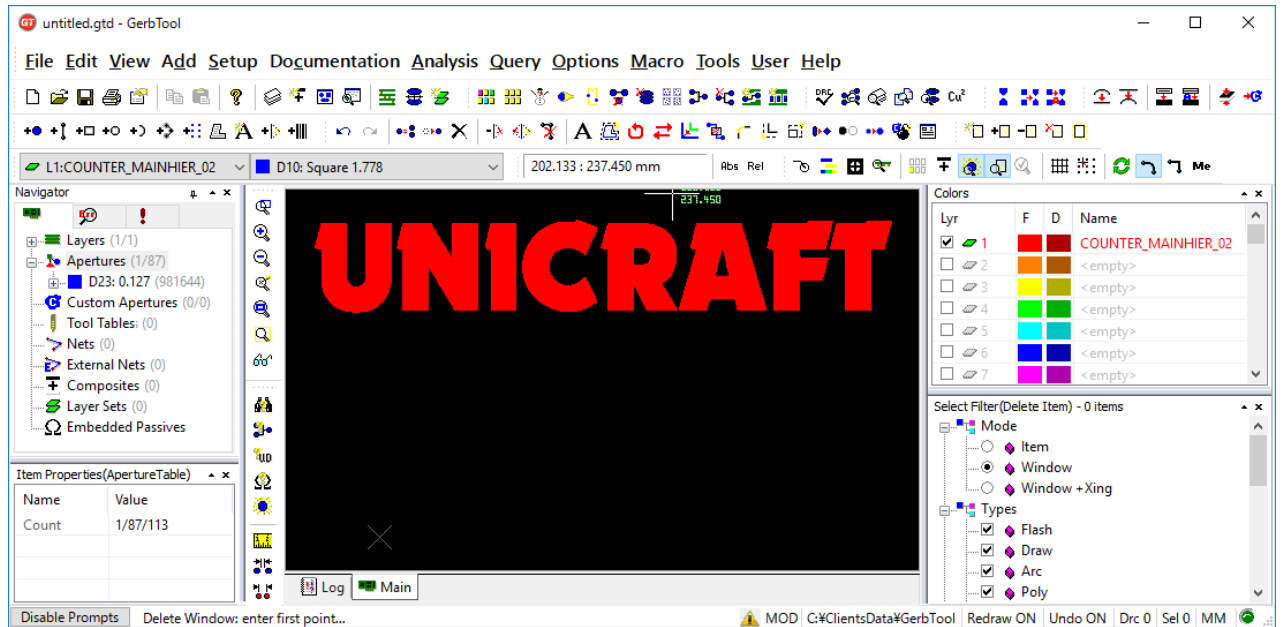 untitled.gtd - GerbTool
File Edit View Add Setup Documentation Analysis Query Options Macro Tools User Help
L1:COUNTER_MAINHIER_02
D10: Square 1.778
202.133 : 237.450 mm
Abs Rel
Me
Navigator
Layers (1/1)
Apertures (1/87)
D23: 0.127 (981644)
Custom Apertures (0/0)
Tool Tables: (0)
Nets (0)
External Nets (0)
Composites (0)
Layer Sets (0)
Embedded Passives
Item Properties(ApertureTable)
Name Value
Count 1/87/113
237.450
UNICRAFT
Log Main
Colors
Lyr F D Name
1 COUNTER_MAINHIER_02
2 <empty>
3 <empty>
4 <empty>
5 <empty>
6 <empty>
7 <empty>
Select Filter(Delete Item) - 0 items
Mode
Item
Window
Window +Xing
Types
Flash
Draw
Arc
Poly
Disable Prompts Delete Window: enter first point...
MOD C:¥ClientsData¥GerbTool Redraw ON Undo ON Drc 0 Sel 0 MM